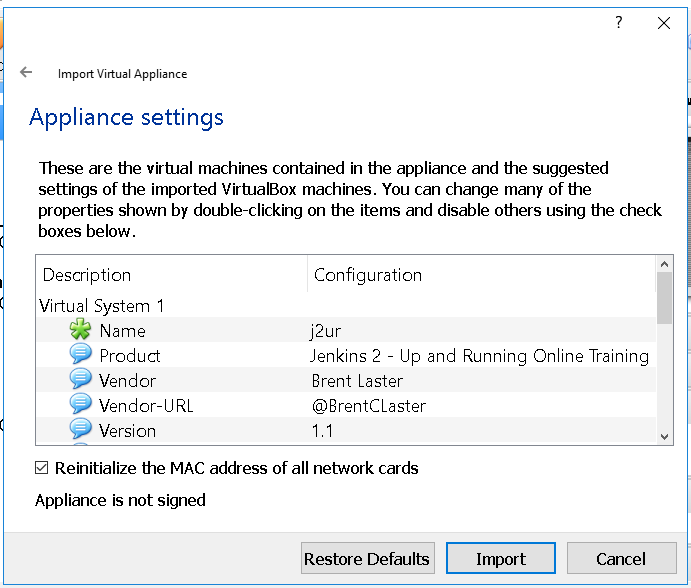 ?
Import Virtual Appliance
Appliance settings
These are the virtual machines contained in the appliance and the suggested
settings of the imported VirtualBox machines. You can change many of the
properties shown by double-clicking on the items and disable others using the check
boxes below.
Description Configuration
Virtual System 1
Name j2ur
Product Jenkins 2 - Up and Running Online Training
Vendor Brent Laster
Vendor-URL @BrentCLaster
Version 1.1
Reinitialize the MAC address of all network cards
Appliance is not signed
Restore Defaults Import Cancel